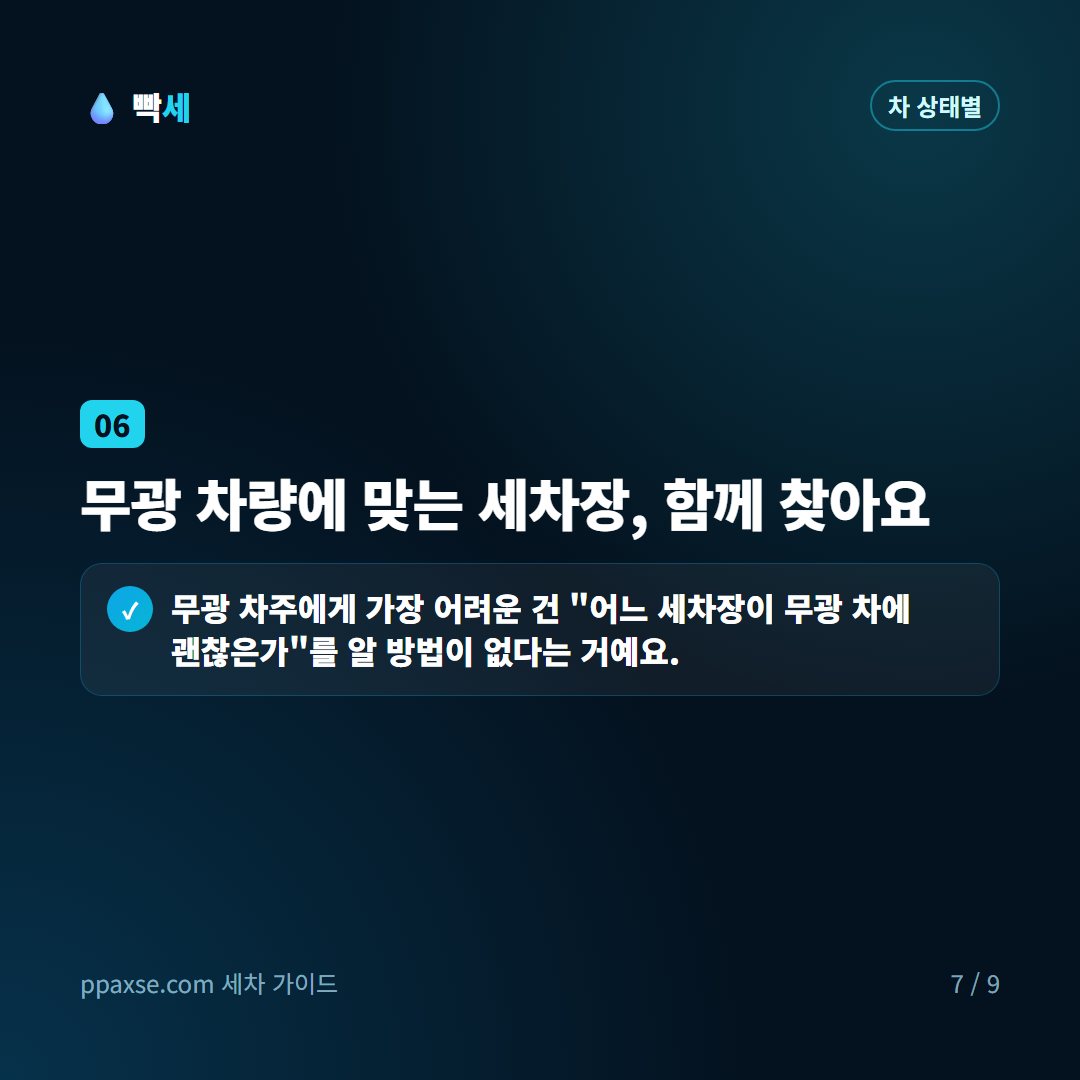 빡세
차 상태별
06
무광 차량에 맞는 세차장, 함께 찾아요
✓ 무광 차주에게 가장 어려운 건 "어느 세차장이 무광 차에
괜찮은가"를 알 방법이 없다는 거예요.
ppaxse.com 세차 가이드
7 / 9